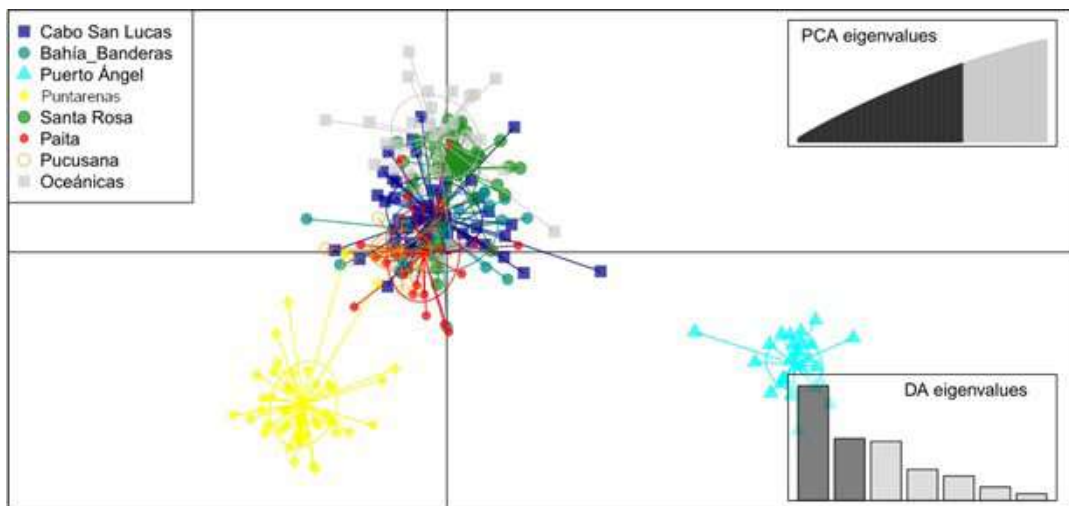 Cabo San Lucas
Bahía_Banderas
Puerto Ángel
Puntarenas
Santa Rosa
Paita
Pucusana
Oceánicas
PCA eigenvalues
DA eigenvalues